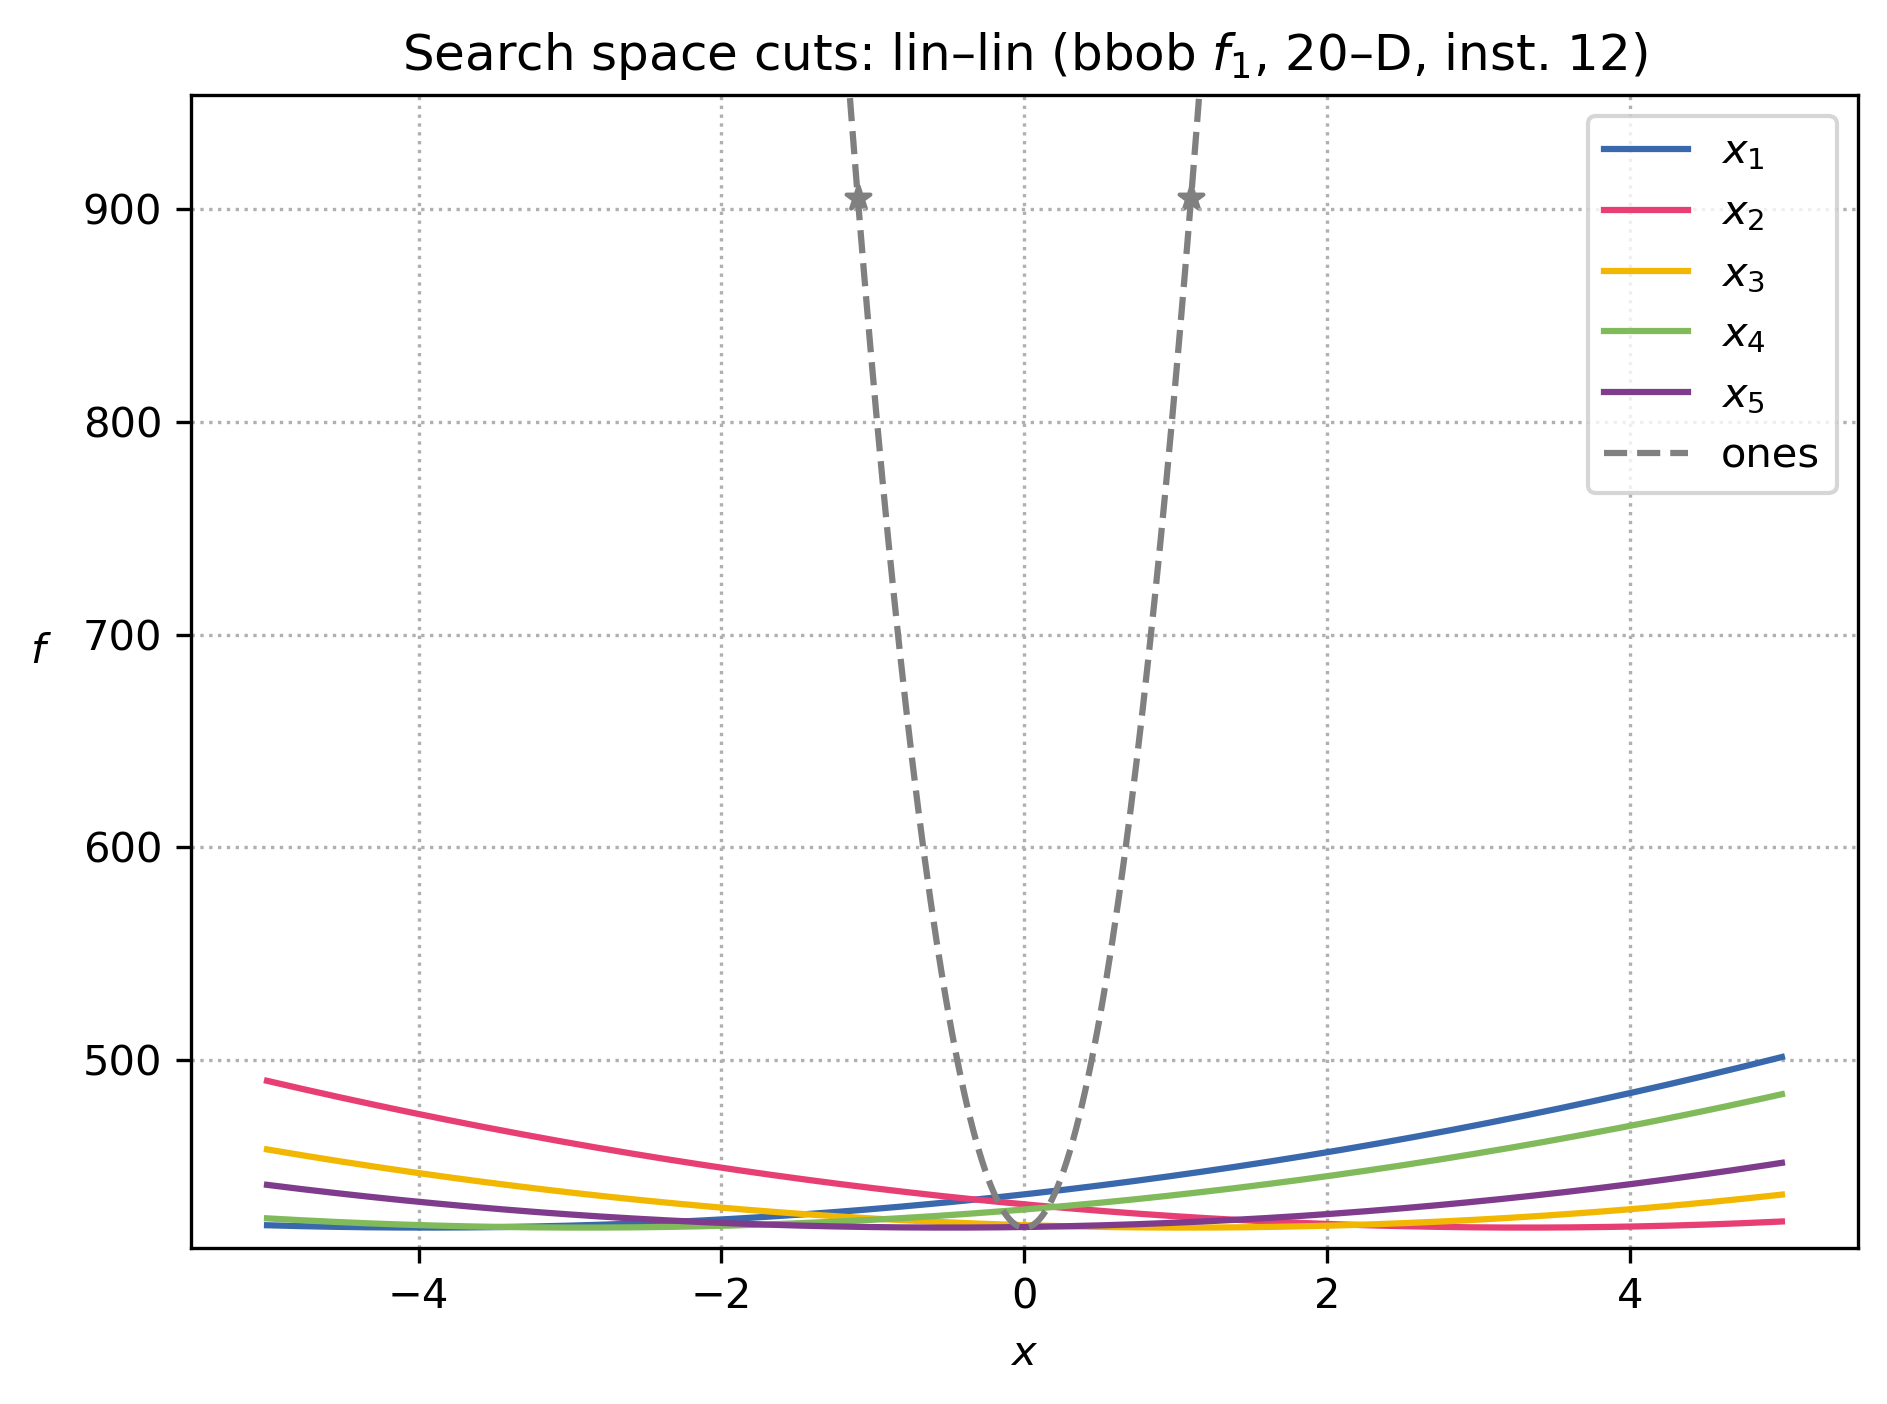 Search space cuts: lin–lin (bbob f₁, 20–D, inst. 12)
x₁
x₂
x₃
x₄
x₅
ones
900
800
700
600
500
f
−4
−2
0
2
4
x